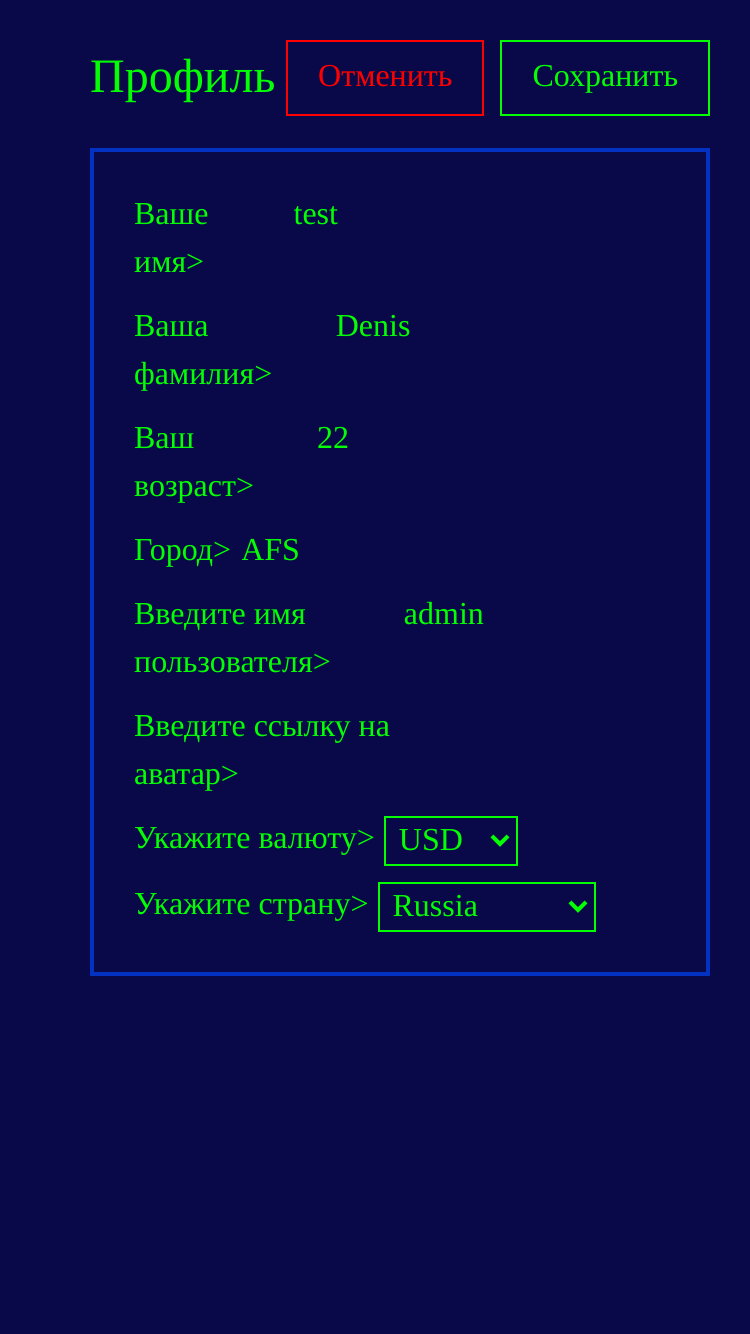 Профиль Отменить Сохранить
Ваше test
имя>
Ваша Denis
фамилия>
Ваш 22
возраст>
Город> AFS
Введите имя admin
пользователя>
Введите ссылку на
аватар>
Укажите валюту> USD
Укажите страну> Russia